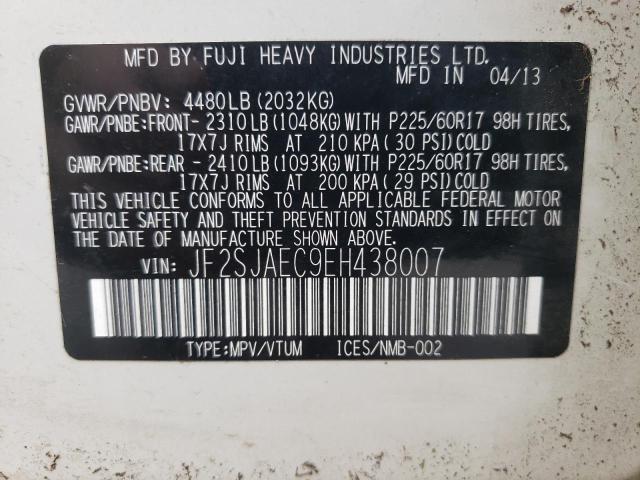 MFD BY FUJI HEAVY INDUSTRIES LTD.
MFD IN 04/13
GVWR/PNBV: 4480LB(2032KG)
GAWR/PNBE:FRONT-2310LB(1048KG)WITH P225/60R17 98H TIRES,
17X7J RIMS AT 210 KPA(30 PSI)COLD
GAWR/PNBE:REAR -2410LB(1093KG)WITH P225/60R17 98H TIRES,
17X7J RIMS AT 200 KPA(29 PSI)COLD
THIS VEHICLE CONFORMS TO ALL APPLICABLE FEDERAL MOTOR
VEHICLE SAFETY AND THEFT PREVENTION STANDARDS IN EFFECT ON
THE DATE OF MANUFACTURE SHOWN ABOVE.
VIN: JF2SJAEC9EH438007
TYPE:MPV/VTUM ICES/NMB-002